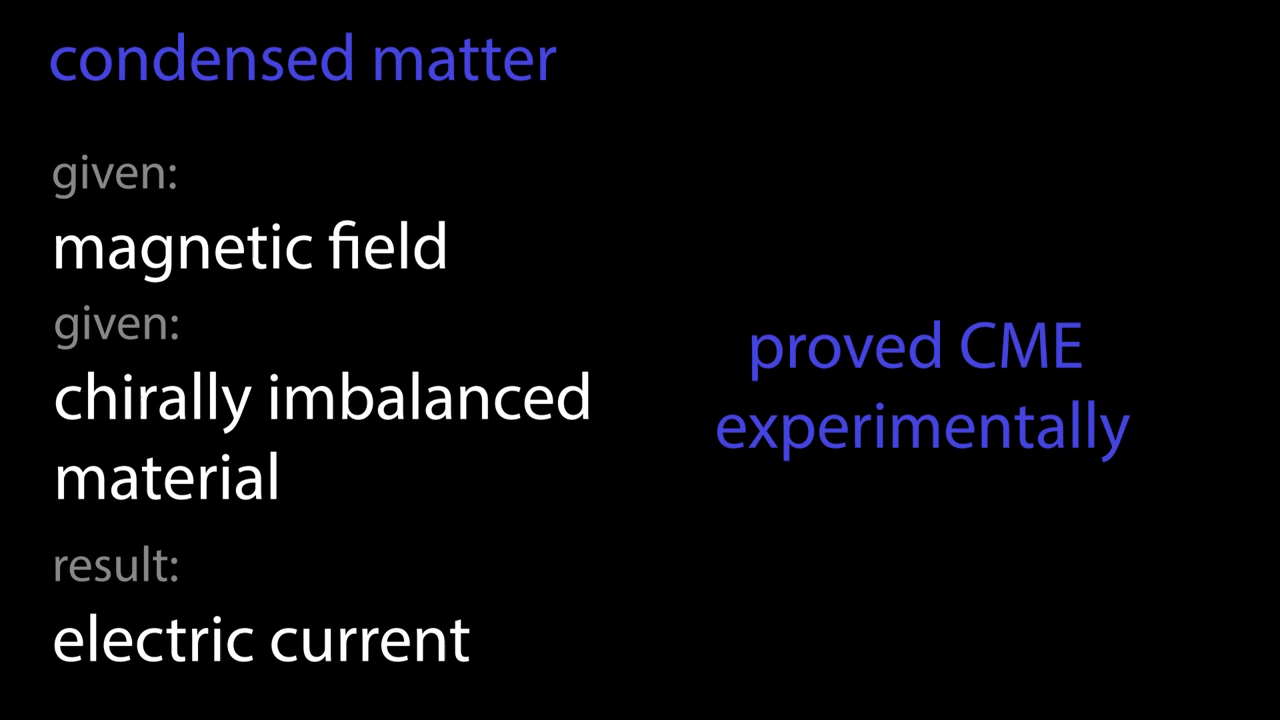 condensed matter
given:
magnetic field
given:
chirally imbalanced
material
result:
electric current
proved CME
experimentally